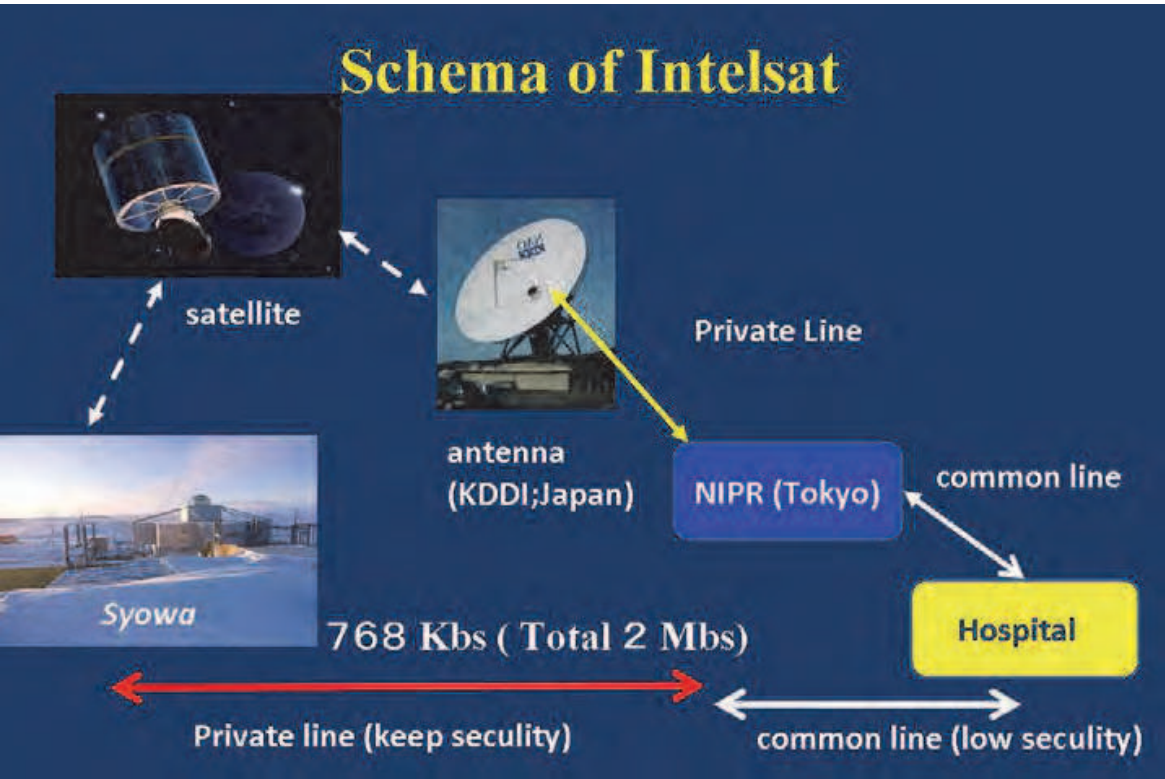 Schema of Intelsat
satellite
KDDI
Private Line
antenna
(KDDI;Japan)
NIPR (Tokyo)
common line
Syowa
Hospital
768 Kbs ( Total 2 Mbs)
Private line (keep seculity)
common line (low seculity)